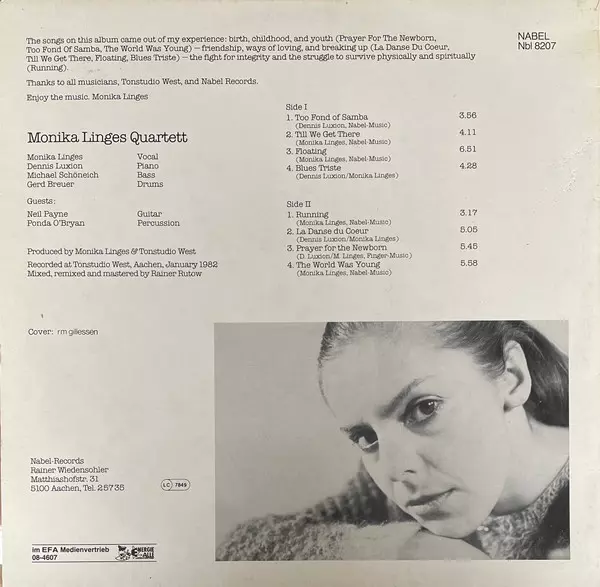 The songs on this album came out of my experience: birth, childhood, and youth (Prayer For The Newborn,
Too Fond Of Samba, The World Was Young) – friendship, ways of loving, and breaking up (La Danse Du Coeur,
Till We Get There, Floating, Blues Triste) – the fight for integrity and the struggle to survive physically and spiritually
(Running).
Thanks to all musicians, Tonstudio West, and Nabel Records.
Enjoy the music. Monika Linges
NABEL
Nbl 8207
Monika Linges Quartett
Monika Linges Vocal
Dennis Luxion Piano
Michael Schöneich Bass
Gerd Breuer Drums
Guests:
Neil Payne Guitar
Ponda O'Bryan Percussion
Produced by Monika Linges & Tonstudio West
Recorded at Tonstudio West, Aachen, January 1982
Mixed, remixed and mastered by Rainer Rutow
Side I
1. Too Fond of Samba 3.56
(Dennis Luxion, Nabel-Music)
2. Till We Get There 4.11
(Monika Linges, Nabel-Music)
3. Floating 6.51
(Monika Linges, Nabel-Music)
4. Blues Triste 4.28
(Dennis Luxion/Monika Linges)
Side II
1. Running 3.17
(Monika Linges, Nabel-Music)
2. La Danse du Coeur 5.05
(Dennis Luxion/Monika Linges)
3. Prayer for the Newborn 5.45
(D. Luxion/M. Linges, Finger-Music)
4. The World Was Young 5.58
(Monika Linges, Nabel-Music)
Cover: rm gillessen
Nabel-Records
Rainer Wiedensohler
Matthiashofstr. 31
5100 Aachen, Tel. 25735
LC 7849
im EFA Medienvertrieb
08-4607
ENERGIE
FÜR
ALLE